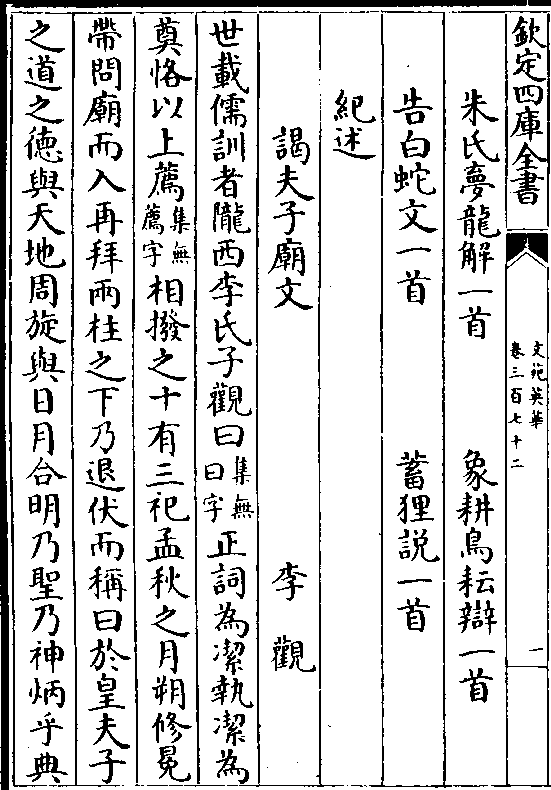 欽定四庫全書
文苑英華
卷三百七十二
一
朱氏夢龍解一首 象耕鳥耘辯一首
告白蛇文一首 蓄狸説一首
紀述
謁夫子廟文 李觀
世載儒訓者隴西李氏子觀曰集無曰字正詞為潔執潔為
奠恪以上薦集無薦字相撥之十有三祀孟秋之月朔修冕
帶問廟而入再拜兩柱之下乃退伏而稱曰於皇夫子
之道之徳與天地周旋與日月合明乃聖乃神炳乎典